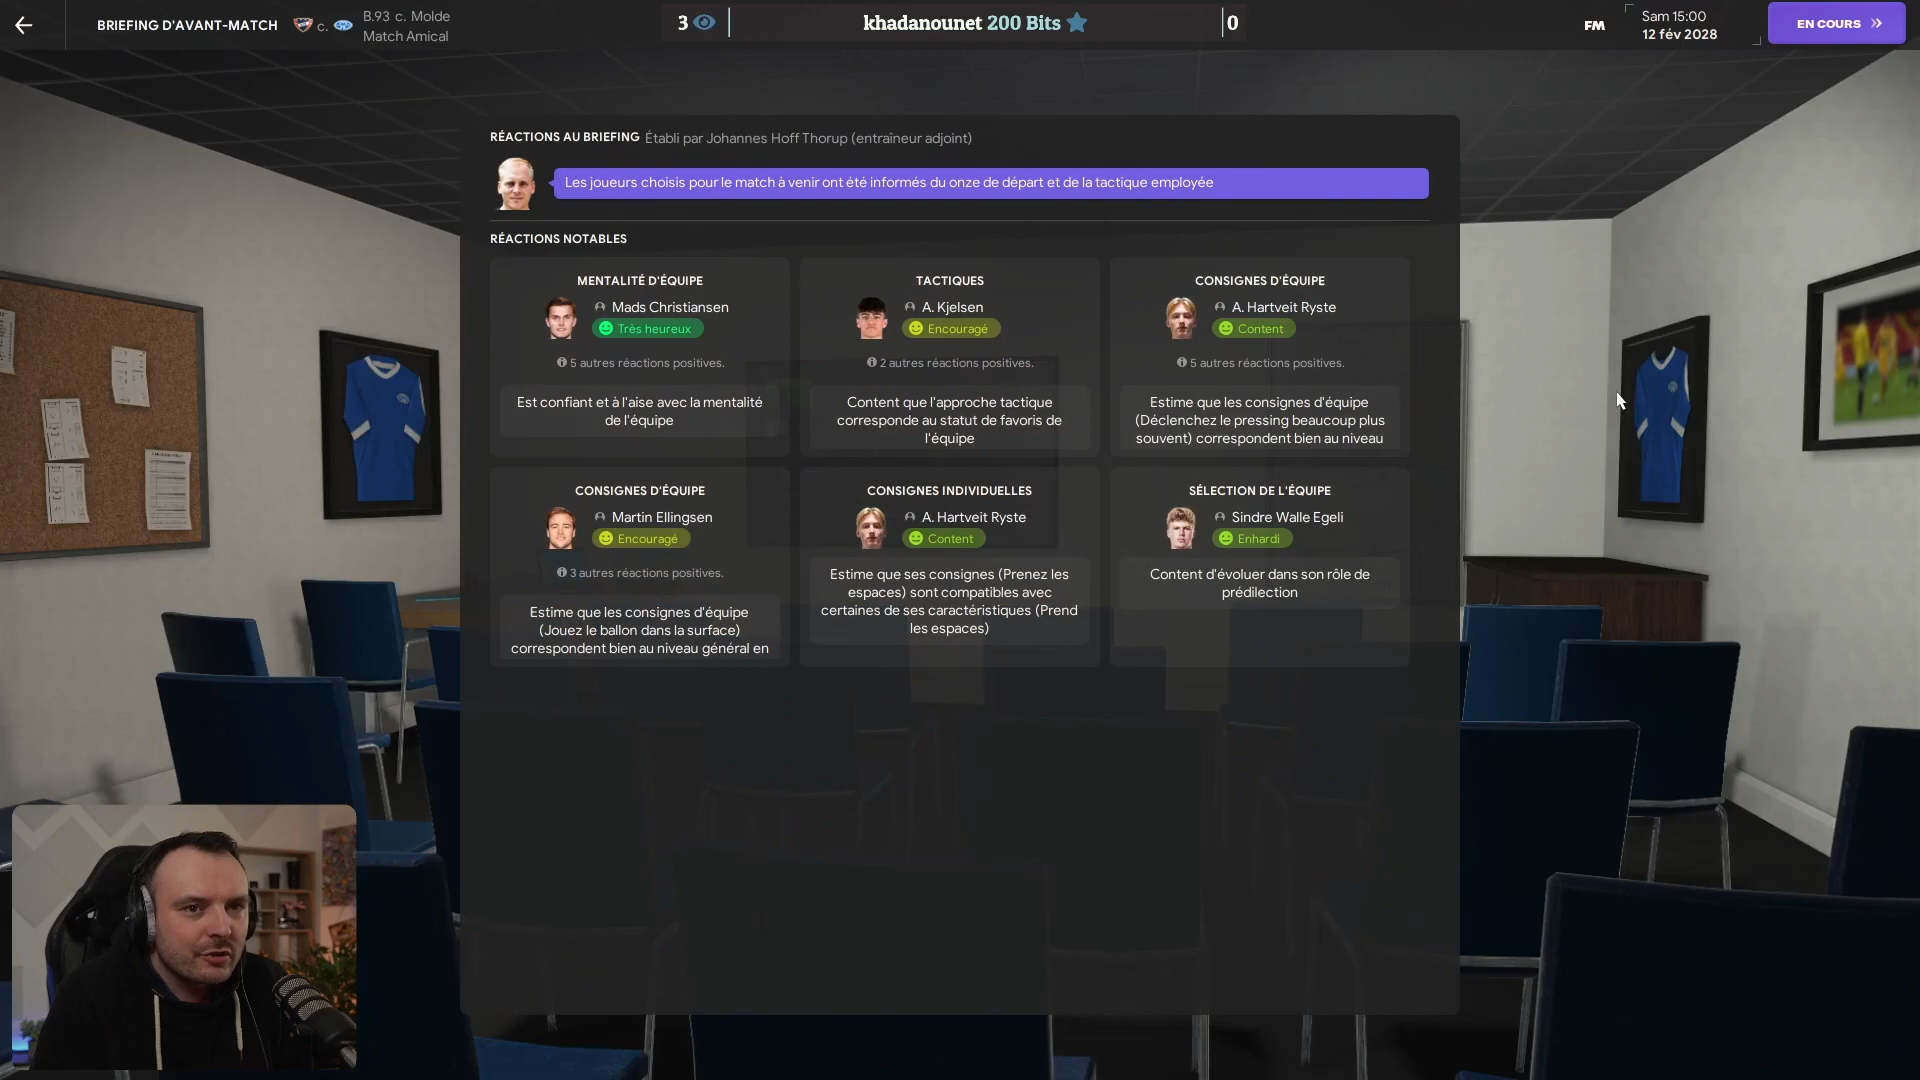 BRIEFING D'AVANT-MATCH
c.
B.93 c. Molde
Match Amical
3
khadanounet 200 Bits
0
FM
Sam 15:00
12 fév 2028
EN COURS
RÉACTIONS AU BRIEFING Établi par Johannes Hoff Thorup (entraîneur adjoint)
Les joueurs choisis pour le match à venir ont été informés du onze de départ et de la tactique employée
RÉACTIONS NOTABLES
MENTALITÉ D'ÉQUIPE
Mads Christiansen
Très heureux
5 autres réactions positives.
Est confiant et à l'aise avec la mentalité
de l'équipe
TACTIQUES
A. Kjelsen
Encouragé
2 autres réactions positives.
Content que l'approche tactique
corresponde au statut de favoris de
l'équipe
CONSIGNES D'ÉQUIPE
A. Hartveit Ryste
Content
5 autres réactions positives.
Estime que les consignes d'équipe
(Déclenchez le pressing beaucoup plus
souvent) correspondent bien au niveau
CONSIGNES D'ÉQUIPE
Martin Ellingsen
Encouragé
3 autres réactions positives.
Estime que les consignes d'équipe
(Jouez le ballon dans la surface)
correspondent bien au niveau général en
CONSIGNES INDIVIDUELLES
A. Hartveit Ryste
Content
Estime que ses consignes (Prenez les
espaces) sont compatibles avec
certaines de ses caractéristiques (Prend
les espaces)
SÉLECTION DE L'ÉQUIPE
Sindre Walle Egeli
Enhardi
Content d'évoluer dans son rôle de
prédilection